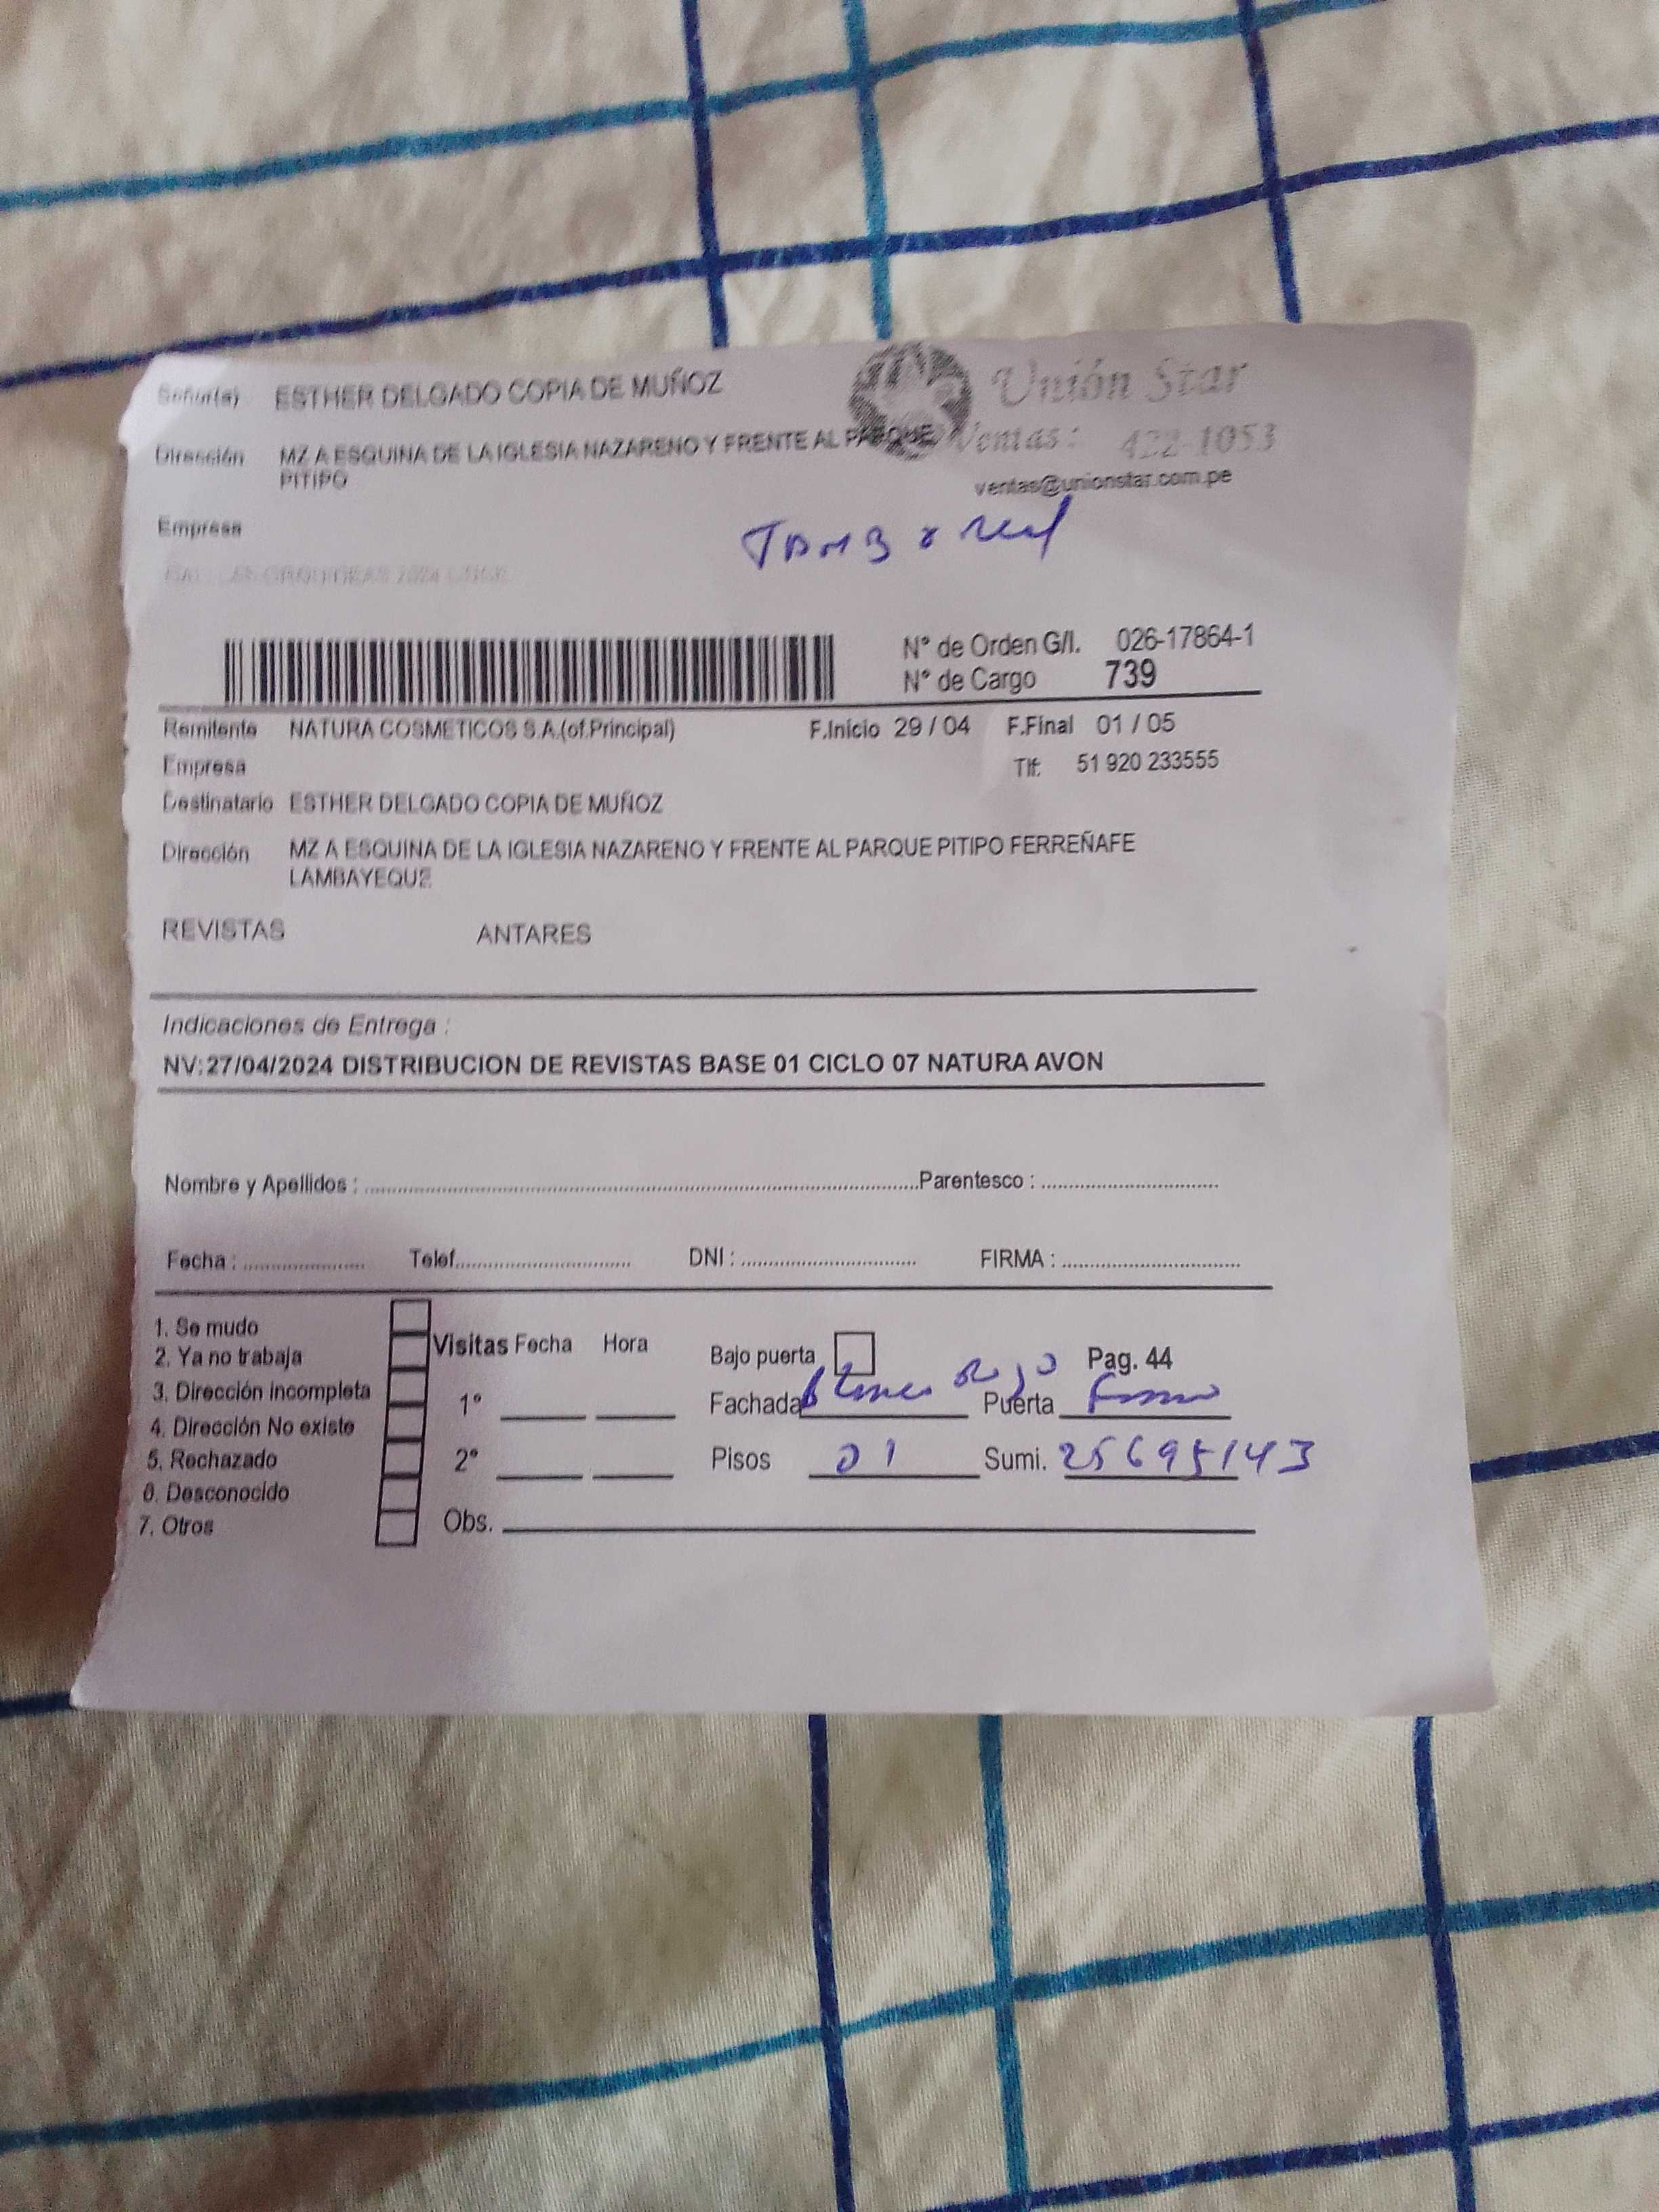 Señor(a) ESTHER DELGADO COPIA DE MUÑOZ
Unión Star
Dirección MZ A ESQUINA DE LA IGLESIA NAZARENO Y FRENTE AL PARQUE
PITIPO
Ventas: 422-1053
ventas@unionstar.com.pe
Empresa
N° de Orden G/I. 026-17864-1
N° de Cargo 739
Remitente NATURA COSMETICOS S.A.(of.Principal) F.Inicio 29 / 04 F.Final 01 / 05
Empresa Tlf: 51 920 233555
Destinatario ESTHER DELGADO COPIA DE MUÑOZ
Dirección MZ A ESQUINA DE LA IGLESIA NAZARENO Y FRENTE AL PARQUE PITIPO FERREÑAFE
LAMBAYEQUE
REVISTAS ANTARES
Indicaciones de Entrega :
NV:27/04/2024 DISTRIBUCION DE REVISTAS BASE 01 CICLO 07 NATURA AVON
Nombre y Apellidos : Parentesco :
Fecha : Telef. DNI : FIRMA :
1. Se mudo
2. Ya no trabaja
3. Dirección incompleta
4. Dirección No existe
5. Rechazado
6. Desconocido
7. Otros
Visitas Fecha Hora
1°
2°
Obs.
Bajo puerta Pag. 44
Fachada Puerta
Pisos 01 Sumi. 25695143